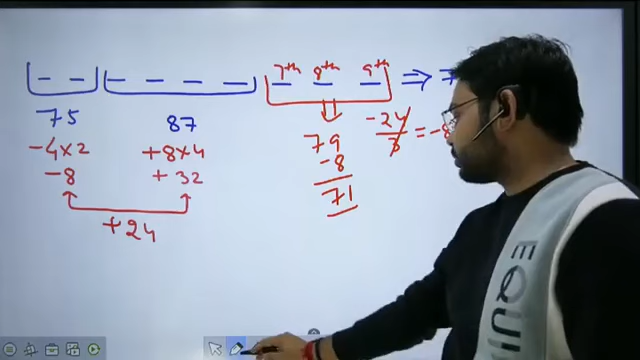 7th 8th 9th
⇒ 7
75 87 79 -24/3 = -8
-4×2 +8×4 -8
-8 +32 71
+24
EQUI